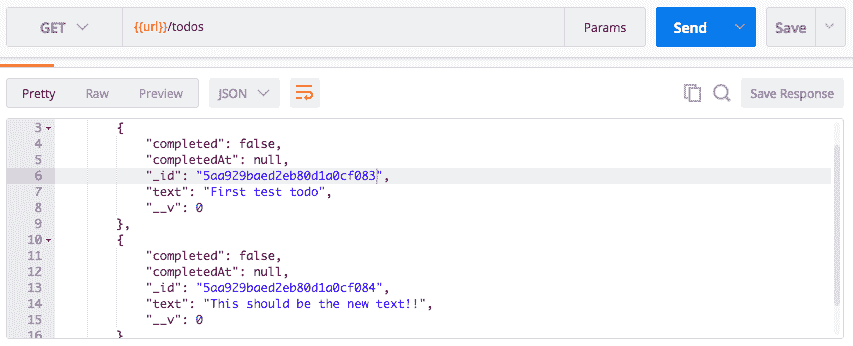 GET {{url}}/todos Params Send Save
Pretty Raw Preview JSON Save Response
3 {
4 "completed": false,
5 "completedAt": null,
6 "_id": "5aa929baed2eb80d1a0cf083",
7 "text": "First test todo",
8 "__v": 0
9 },
10 {
11 "completed": false,
12 "completedAt": null,
13 "_id": "5aa929baed2eb80d1a0cf084",
14 "text": "This should be the new text!!",
15 "__v": 0
16 }